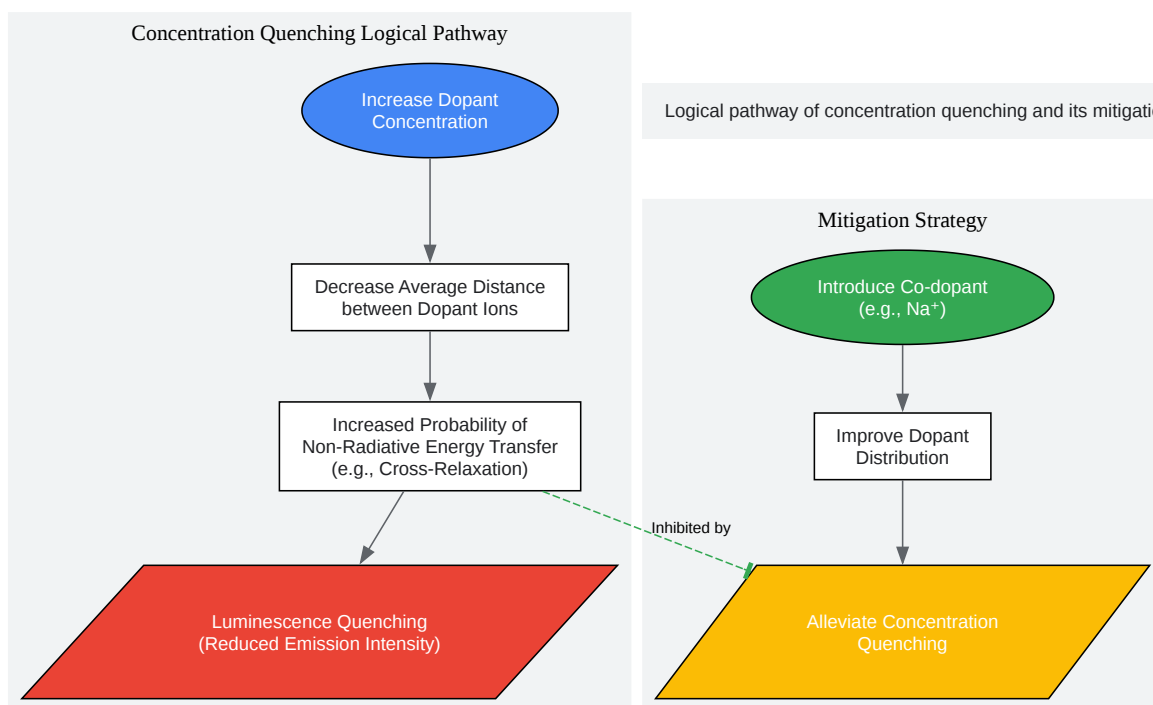 Concentration Quenching Logical Pathway
Increase Dopant
Concentration
Decrease Average Distance
between Dopant Ions
Increased Probability of
Non-Radiative Energy Transfer
(e.g., Cross-Relaxation)
Inhibited by
Luminescence Quenching
(Reduced Emission Intensity)
Logical pathway of concentration quenching and its
Mitigation Strategy
Introduce Co-dopant
(e.g., Na⁺)
Improve Dopant
Distribution
Alleviate Concentration
Quenching